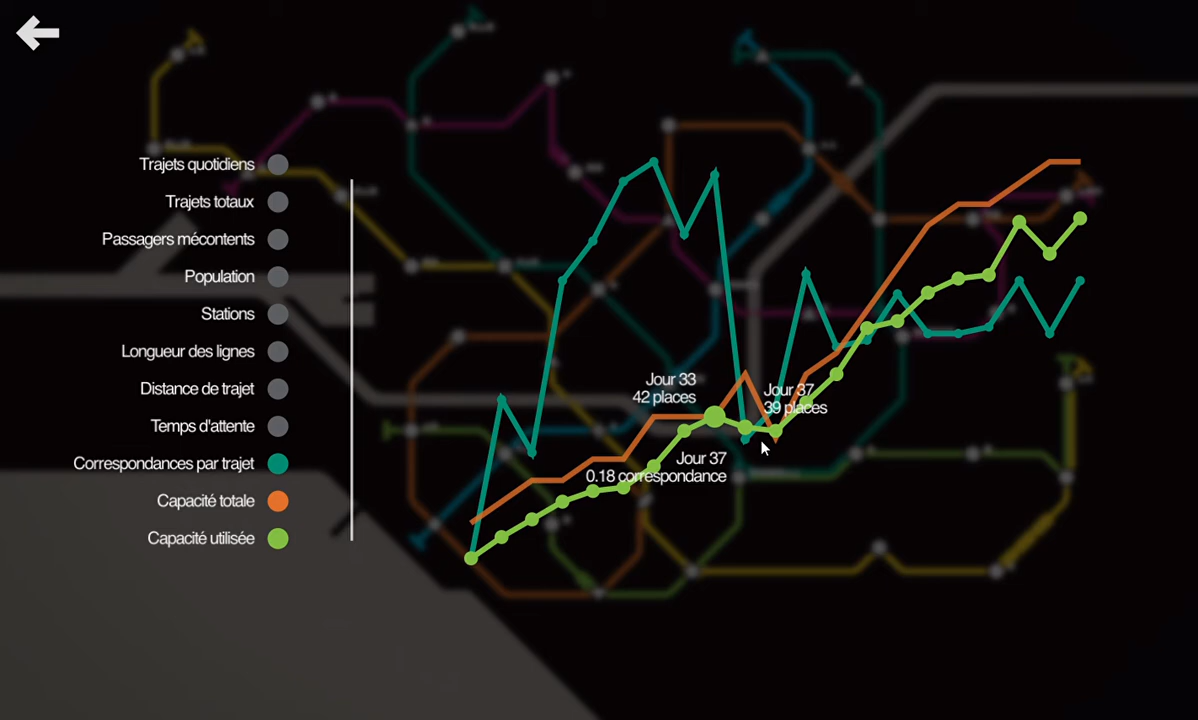 Trajets quotidiens
Trajets totaux
Passagers mécontents
Population
Stations
Longueur des lignes
Distance de trajet
Temps d'attente
Correspondances par trajet
Capacité totale
Capacité utilisée
Jour 33
42 places
Jour 37
39 places
Jour 37
0.18 correspondance